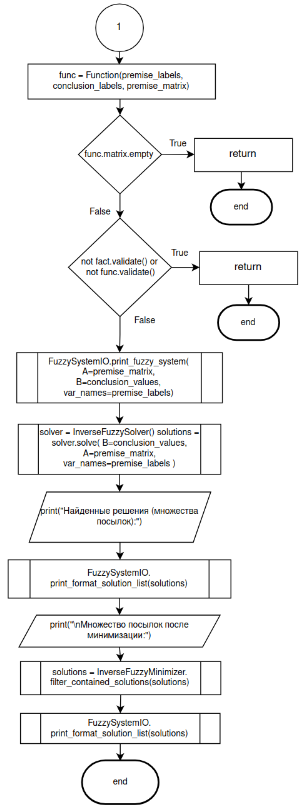 1
func = Function(premise_labels,
conclusion_labels, premise_matrix)
func.matrix.empty
True
return
end
False
not fact.validate() or
not func.validate()
True
return
end
False
FuzzySystemIO.print_fuzzy_system(
A=premise_matrix,
B=conclusion_values,
var_names=premise_labels)
solver = InverseFuzzySolver() solutions =
solver.solve( B=conclusion_values,
A=premise_matrix,
var_names=premise_labels )
print("Найденные решения (множества
посылок):")
FuzzySystemIO.
print_format_solution_list(solutions)
print("\nМножество посылок после
минимизации:")
solutions = InverseFuzzyMinimizer.
filter_contained_solutions(solutions)
FuzzySystemIO.
print_format_solution_list(solutions)
end